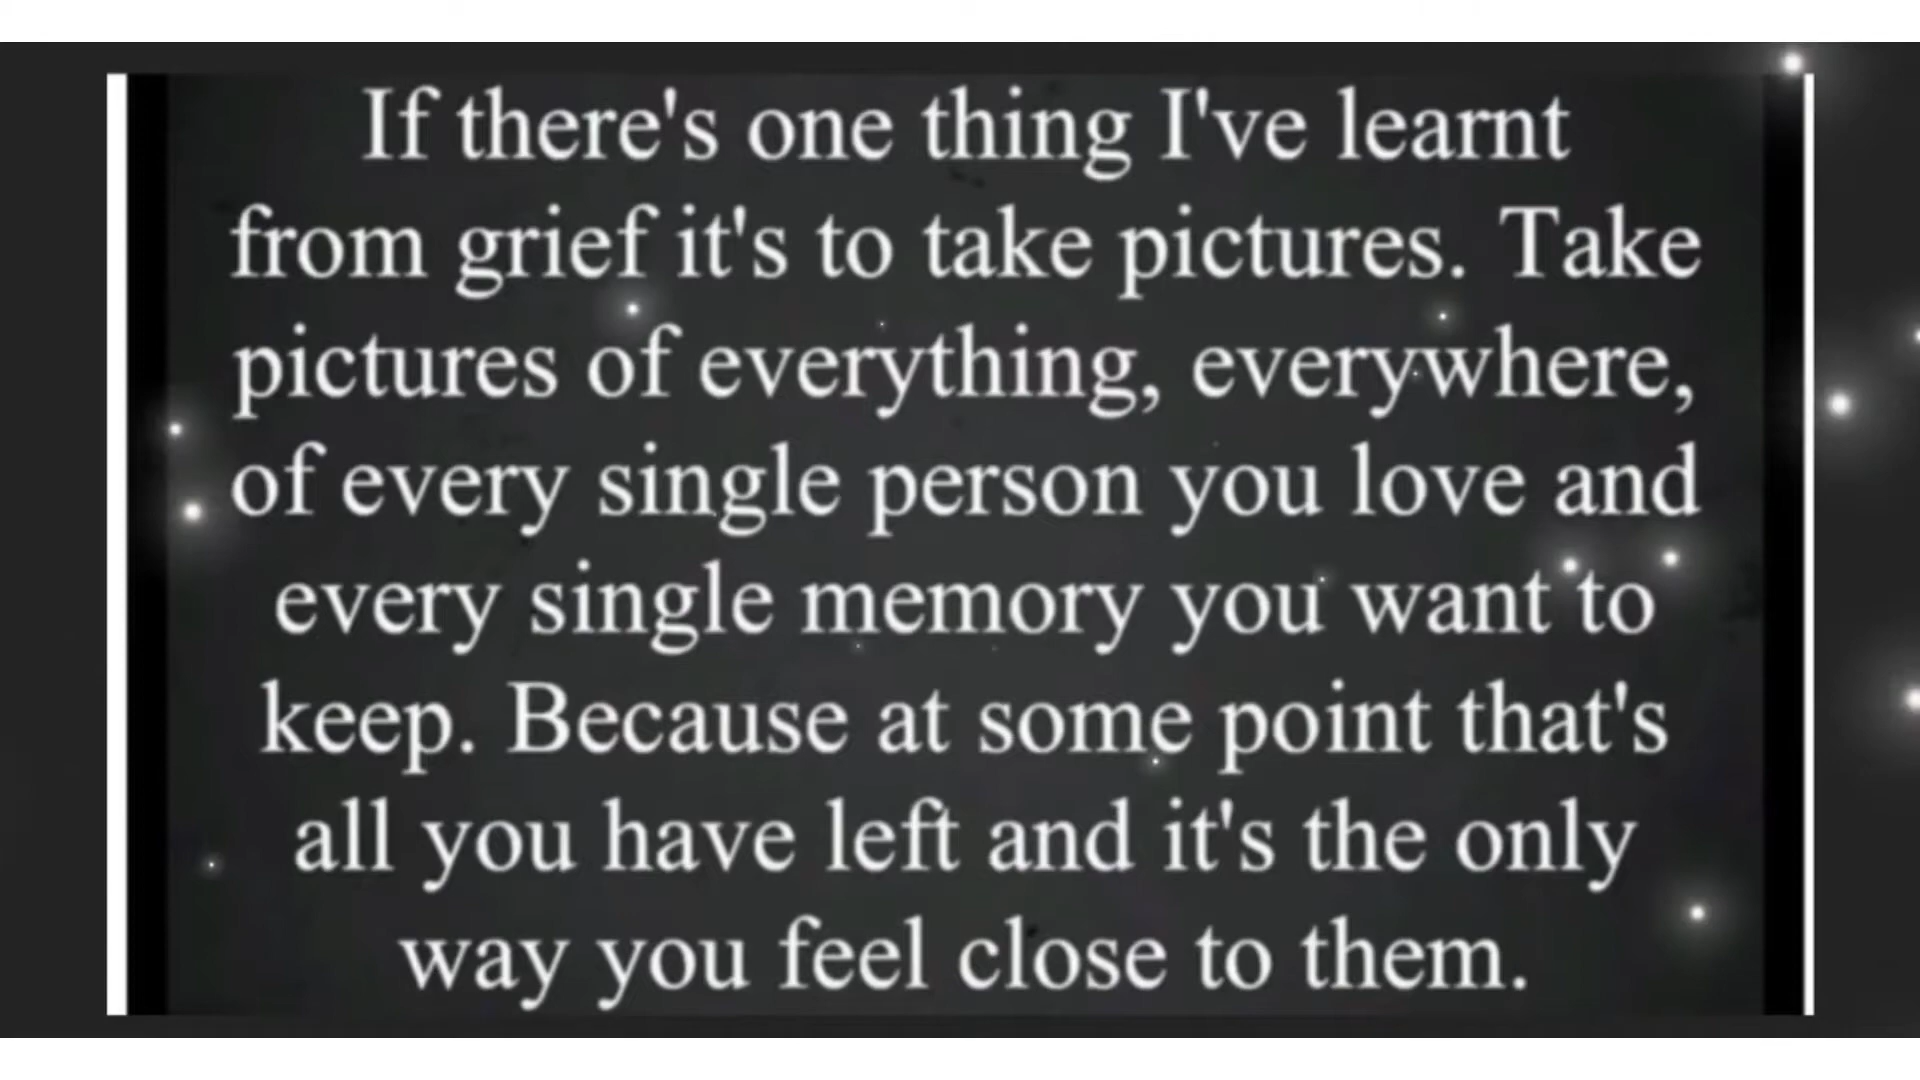 If there's one thing I've learnt
from grief it's to take pictures. Take
pictures of everything, everywhere,
of every single person you love and
every single memory you want to
keep. Because at some point that's
all you have left and it's the only
way you feel close to them.